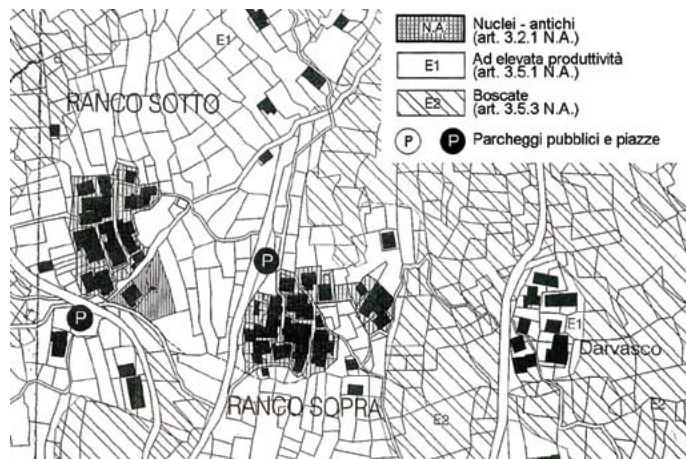 N.A.
Nuclei - antichi
(art. 3.2.1 N.A.)
E1
Ad elevata produttività
(art. 3.5.1 N.A.)
E2
Boscate
(art. 3.5.3 N.A.)
P
P
Parcheggi pubblici e piazze
E1
RANCO SOTTO
P
P
E1
Darvasco
RANCO SOPRA
E2
E2